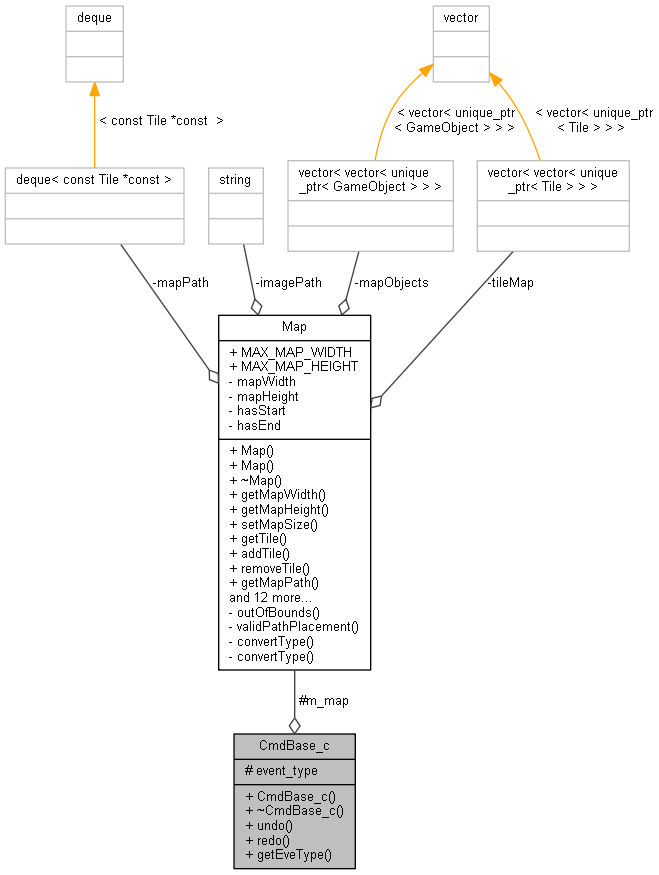 deque
vector
< const Tile *const  >
< vector< unique_ptr
< GameObject > > >
< vector< unique_ptr
< Tile > > >
deque< const Tile *const >
string
vector< vector< unique
_ptr< GameObject > > >
vector< vector< unique
_ptr< Tile > > >
-mapPath
-imagePath
-mapObjects
-tileMap
Map
+ MAX_MAP_WIDTH
+ MAX_MAP_HEIGHT
- mapWidth
- mapHeight
- hasStart
- hasEnd
+ Map()
+ Map()
+ ~Map()
+ getMapWidth()
+ getMapHeight()
+ setMapSize()
+ getTile()
+ addTile()
+ removeTile()
+ getMapPath()
and 12 more...
- outOfBounds()
- validPathPlacement()
- convertType()
- convertType()
#m_map
CmdBase_c
# event_type
+ CmdBase_c()
+ ~CmdBase_c()
+ undo()
+ redo()
+ getEveType()